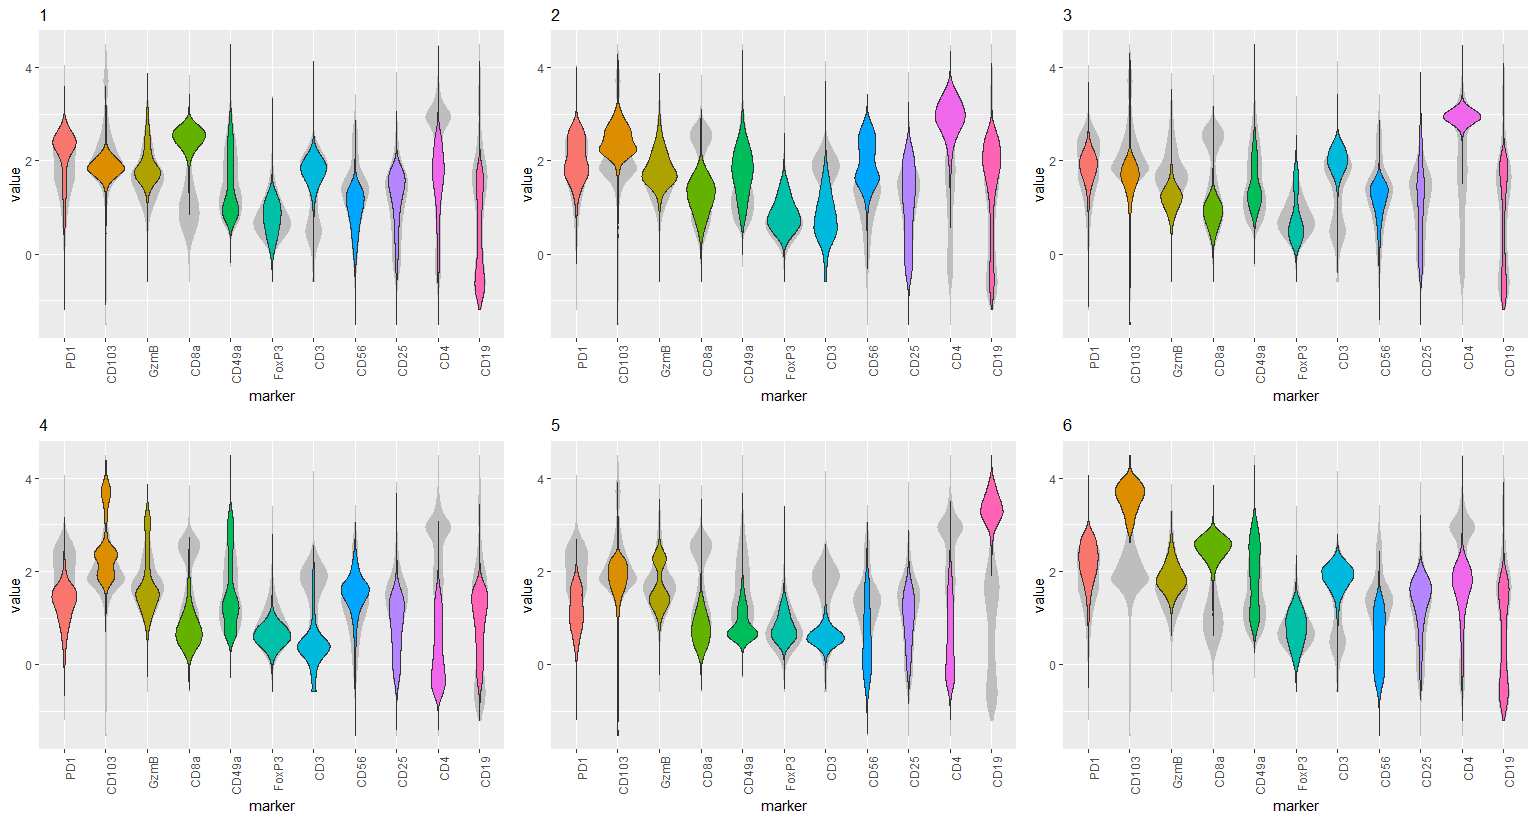 1
2
3
value
4
2
0
value
4
2
0
value
4
2
0
PD1
CD103
GzmB
CD8a
CD49a
FoxP3
CD3
CD56
CD25
CD4
CD19
PD1
CD103
GzmB
CD8a
CD49a
FoxP3
CD3
CD56
CD25
CD4
CD19
PD1
CD103
GzmB
CD8a
CD49a
FoxP3
CD3
CD56
CD25
CD4
CD19
marker
marker
marker
4
5
6
value
4
2
0
value
4
2
0
value
4
2
0
PD1
CD103
GzmB
CD8a
CD49a
FoxP3
CD3
CD56
CD25
CD4
CD19
PD1
CD103
GzmB
CD8a
CD49a
FoxP3
CD3
CD56
CD25
CD4
CD19
PD1
CD103
GzmB
CD8a
CD49a
FoxP3
CD3
CD56
CD25
CD4
CD19
marker
marker
marker